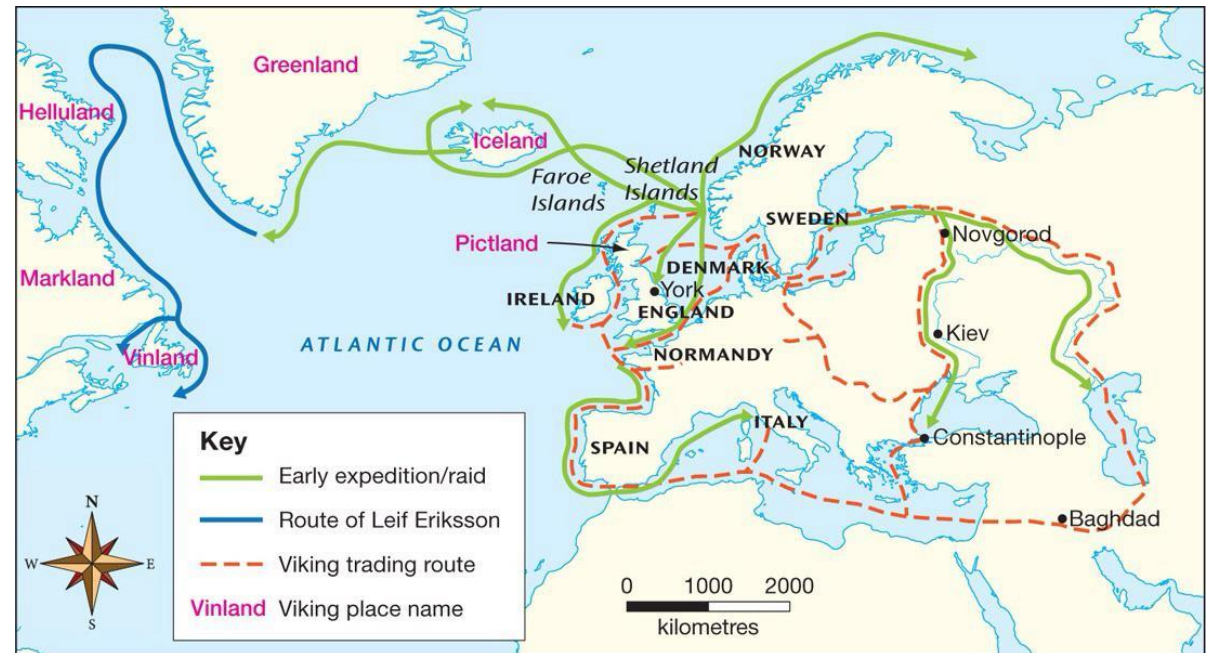 Greenland
Helluland
Iceland
Faroe
Islands
Shetland
Islands
NORWAY
SWEDEN
Novgorod
Pictland
DENMARK
Markland
IRELAND
York
ENGLAND
Kiev
ATLANTIC OCEAN
NORMANDY
Vinland
ITALY
SPAIN
Constantinople
Baghdad
Key
Early expedition/raid
Route of Leif Eriksson
Viking trading route
Vinland Viking place name
N
W E
S
0 1000 2000
kilometres